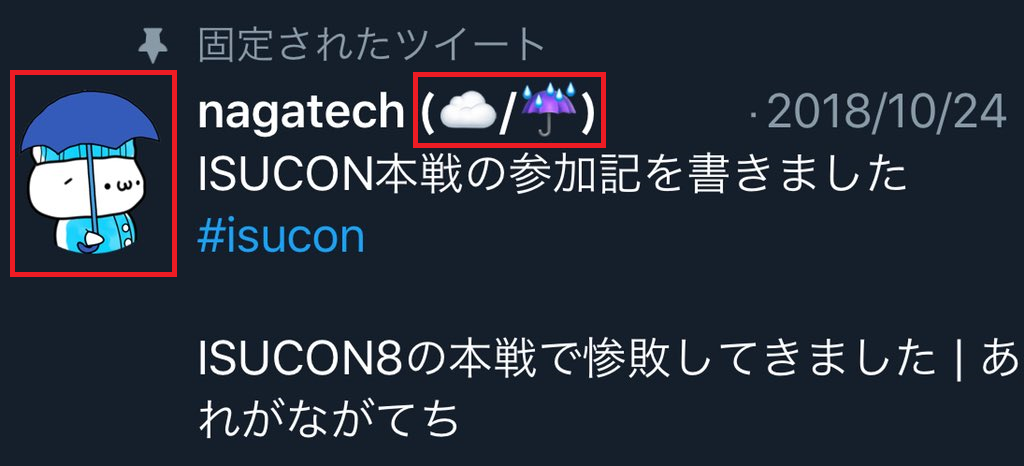 固定されたツイート
nagatech (☁️/☔) · 2018/10/24
ISUCON本戦の参加記を書きました
#isucon
ISUCON8の本戦で惨敗してきました | あ
れがながてち